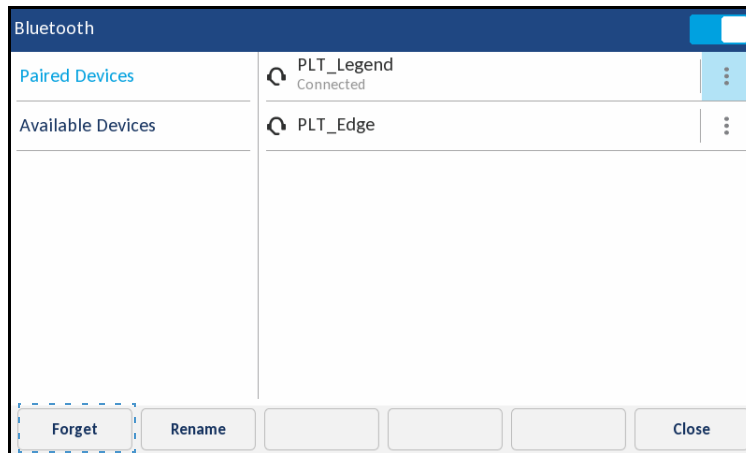 Bluetooth
Paired Devices
PLT_Legend
Connected
Available Devices
PLT_Edge
Forget
Rename
Close